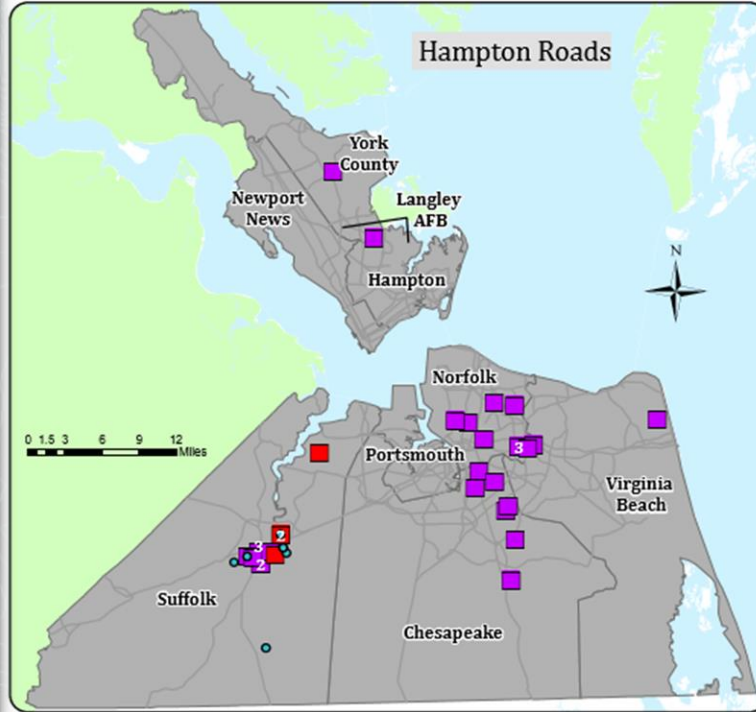 Hampton Roads
York
County
Newport
News
Langley
AFB
Hampton
N
Norfolk
0 1.5 3 6 9 12
Miles
Portsmouth
3
Virginia
Beach
2
3
2
Suffolk
Chesapeake